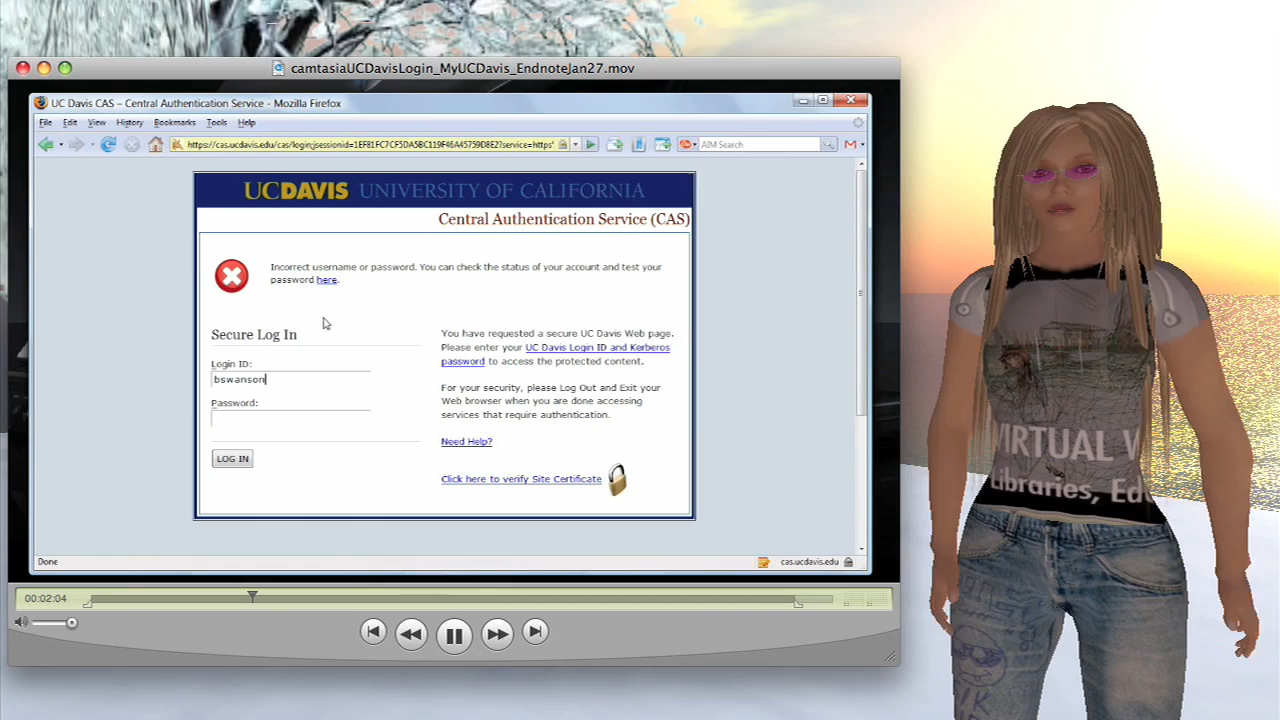 camtasiaUCDavisLogin_MyUCDavis_EndnoteJan27.mov
UC Davis CAS – Central Authentication Service - Mozilla Firefox
File Edit View History Bookmarks Tools Help
AIM Search
UCDAVIS UNIVERSITY OF CALIFORNIA
Central Authentication Service (CAS)
Incorrect username or password. You can check the status of your account and test your
password here.
Secure Log In
Login ID:
bswanson
Password:
LOG IN
You have requested a secure UC Davis Web page.
Please enter your UC Davis Login ID and Kerberos
password to access the protected content.
For your security, please Log Out and Exit your
Web browser when you are done accessing
services that require authentication.
Need Help?
Click here to verify Site Certificate
Done
cas.ucdavis.edu
00:02:04
VIRTUAL
Libraries,